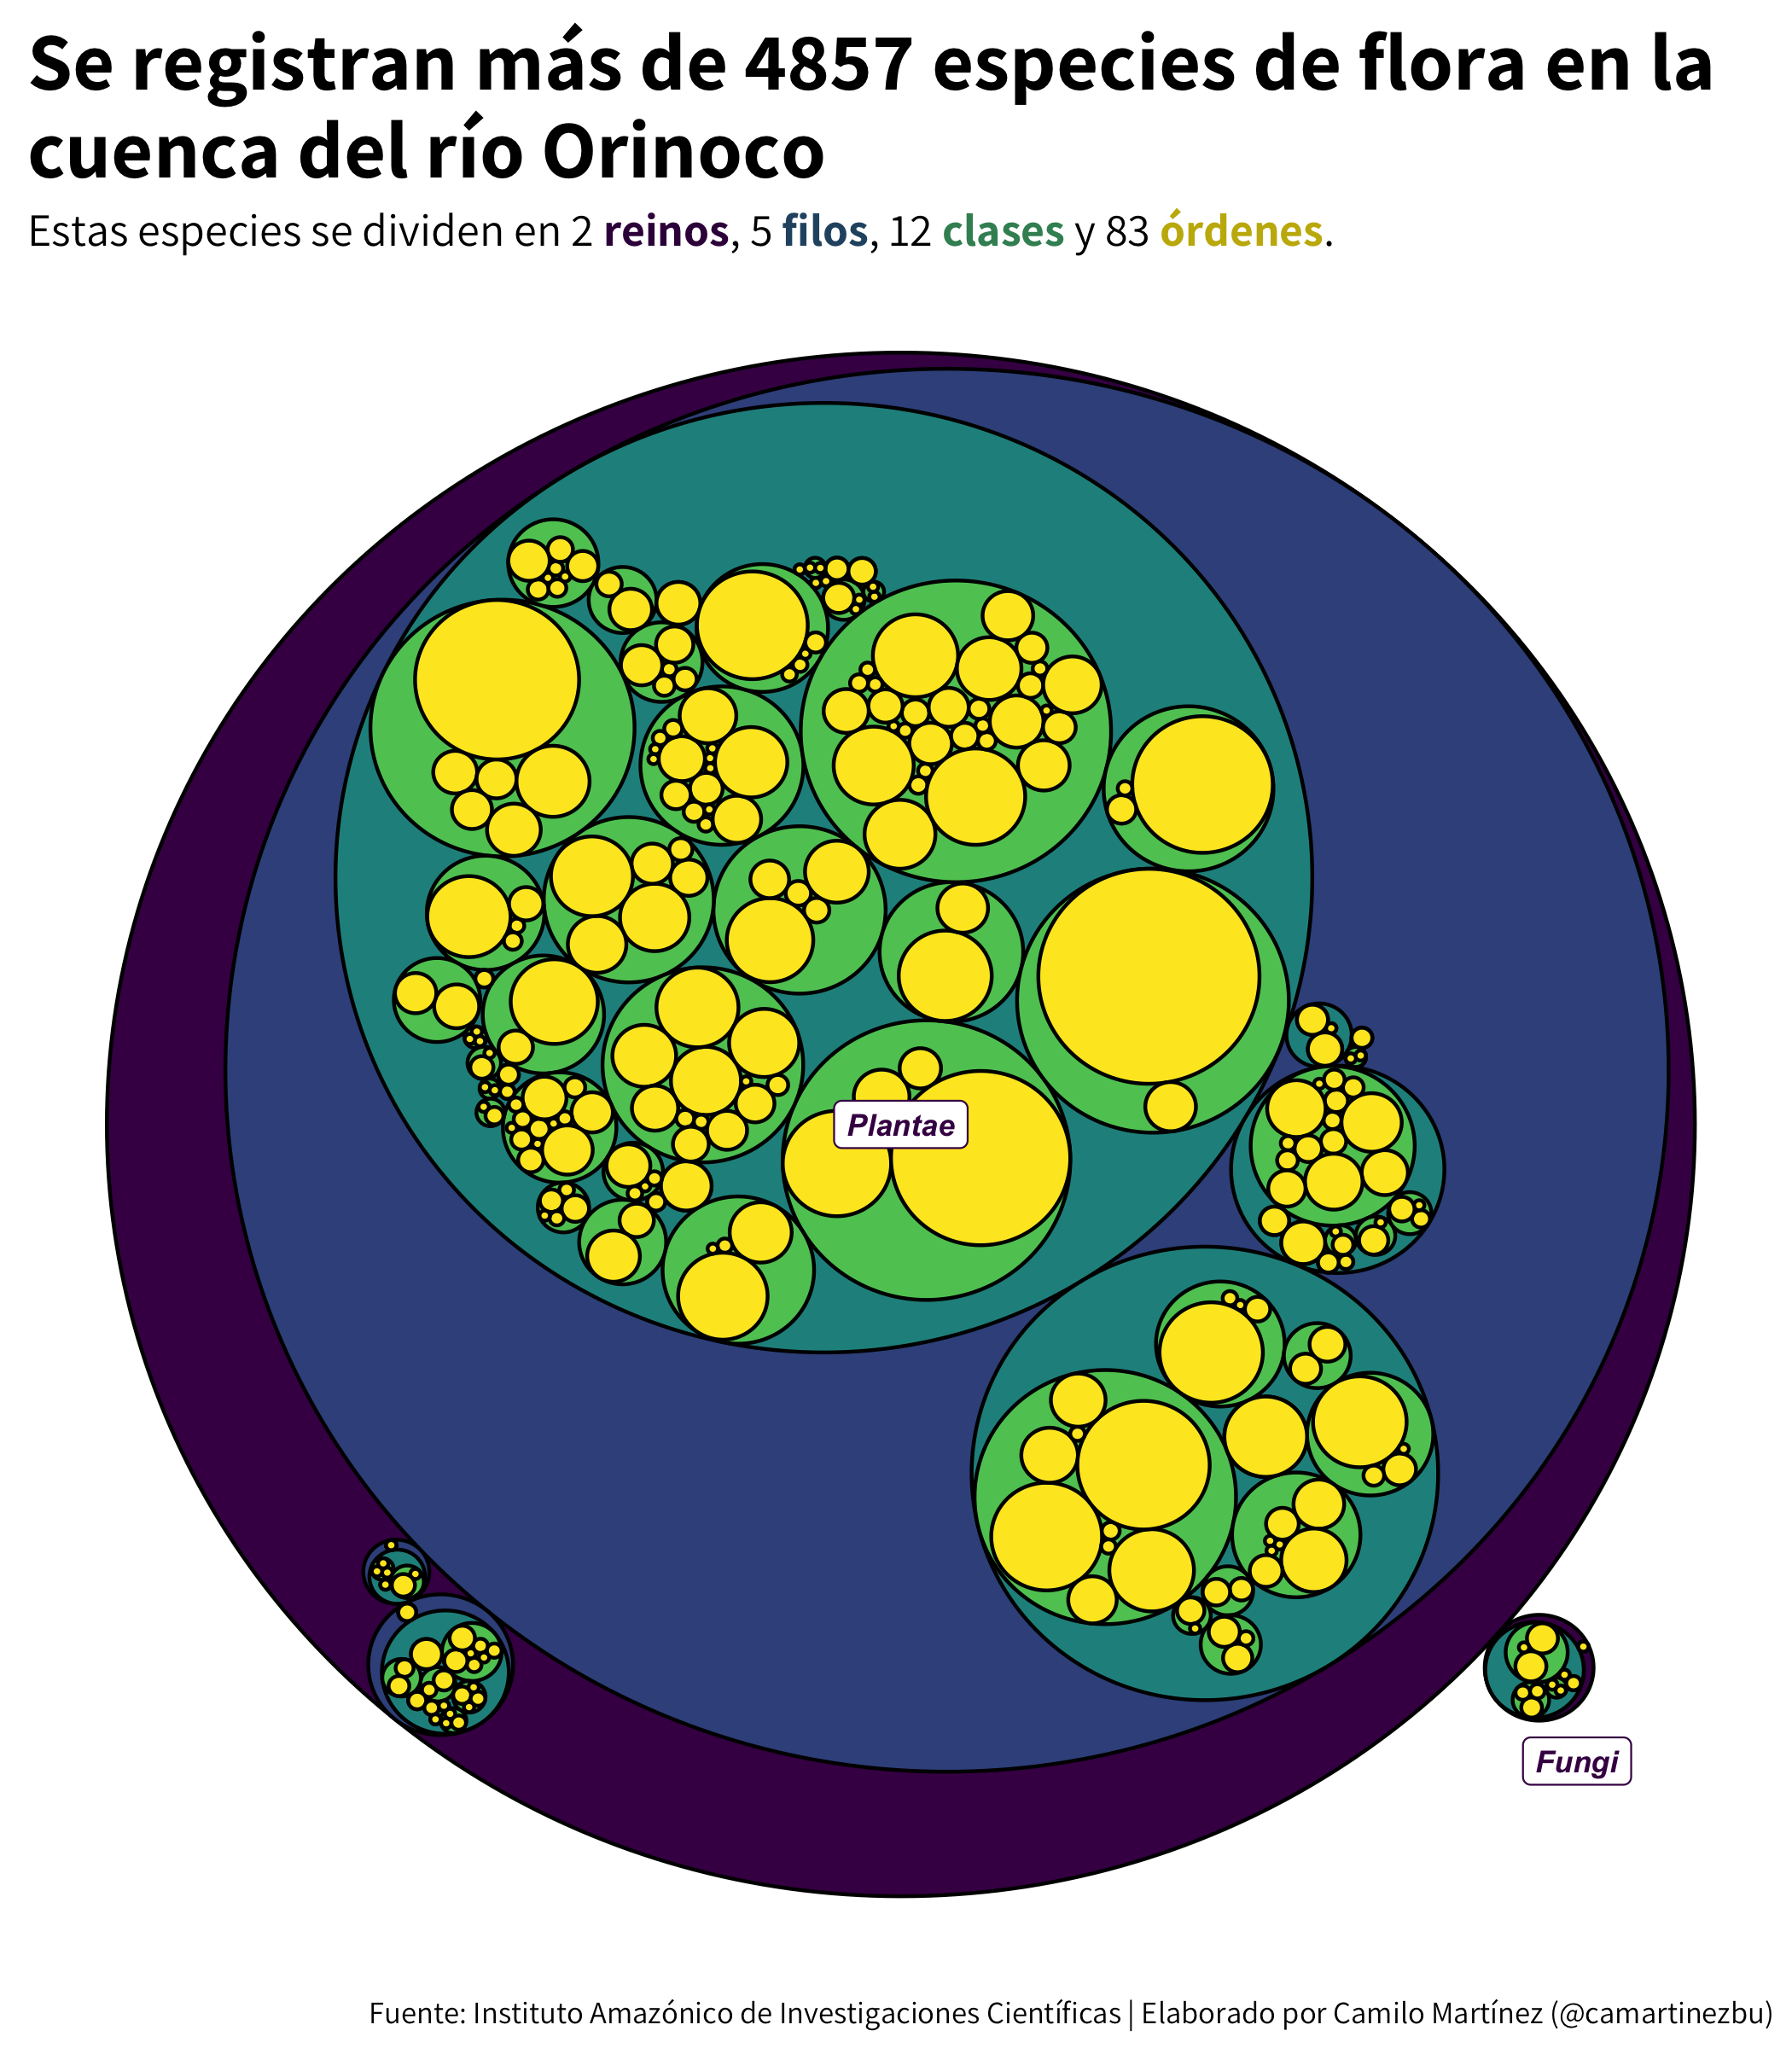 Se registran más de 4857 especies de flora en la
cuenca del río Orinoco
Estas especies se dividen en 2 reinos, 5 filos, 12 clases y 83 órdenes.
Plantae
Fungi
Fuente: Instituto Amazónico de Investigaciones Científicas | Elaborado por Camilo Martínez (@camartinezbu)